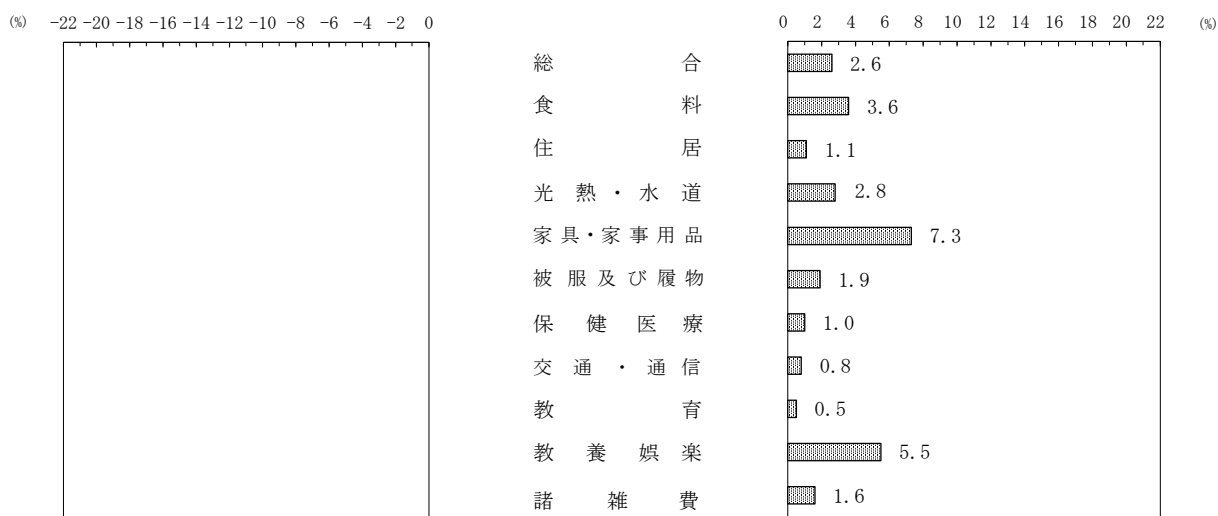 (%) −22 −20 −18 −16 −14 −12 −10 −8 −6 −4 −2 0 0 2 4 6 8 10 12 14 16 18 20 22 (%)
総合 2.6
食料 3.6
住居 1.1
光熱・水道 2.8
家具・家事用品 7.3
被服及び履物 1.9
保健医療 1.0
交通・通信 0.8
教育 0.5
教養娯楽 5.5
諸雑費 1.6